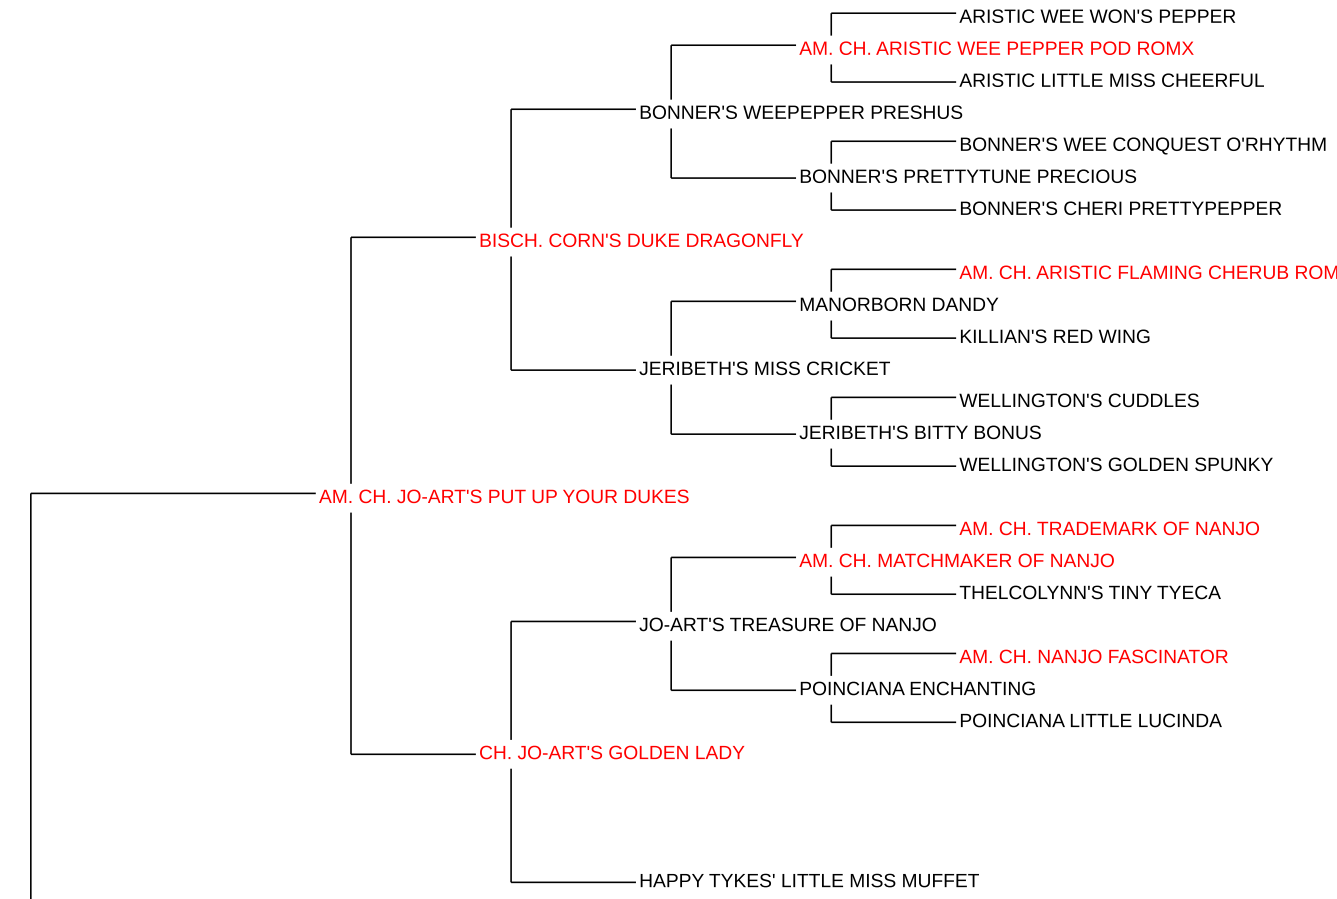 ARISTIC WEE WON'S PEPPER
AM. CH. ARISTIC WEE PEPPER POD ROMX
ARISTIC LITTLE MISS CHEERFUL
BONNER'S WEEPEPPER PRESHUS
BONNER'S WEE CONQUEST O'RHYTHM
BONNER'S PRETTYTUNE PRECIOUS
BONNER'S CHERI PRETTYPEPPER
BISCH. CORN'S DUKE DRAGONFLY
AM. CH. ARISTIC FLAMING CHERUB ROM
MANORBORN DANDY
KILLIAN'S RED WING
JERIBETH'S MISS CRICKET
WELLINGTON'S CUDDLES
JERIBETH'S BITTY BONUS
WELLINGTON'S GOLDEN SPUNKY
AM. CH. JO-ART'S PUT UP YOUR DUKES
AM. CH. TRADEMARK OF NANJO
AM. CH. MATCHMAKER OF NANJO
THELCOLYNN'S TINY TYECA
JO-ART'S TREASURE OF NANJO
AM. CH. NANJO FASCINATOR
POINCIANA ENCHANTING
POINCIANA LITTLE LUCINDA
CH. JO-ART'S GOLDEN LADY
HAPPY TYKES' LITTLE MISS MUFFET